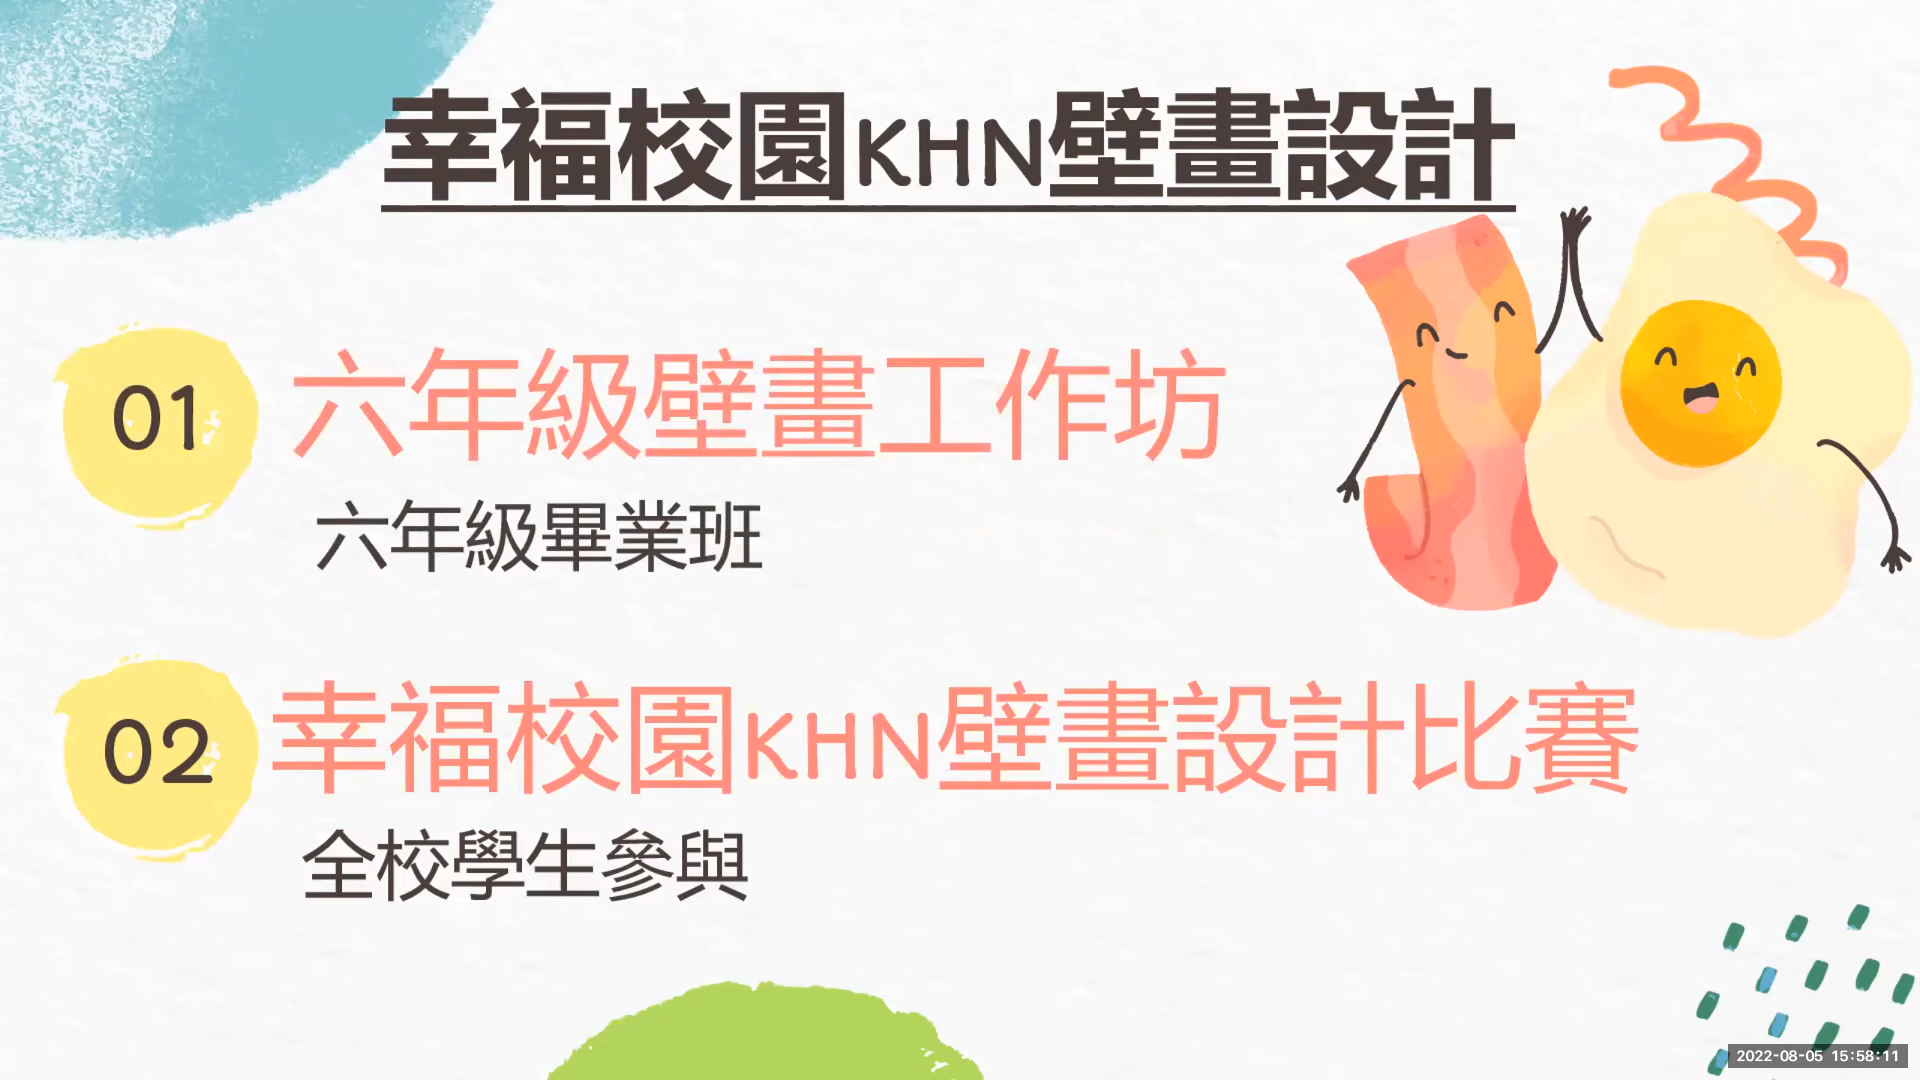 幸福校園KHN壁畫設計
01
六年級壁畫工作坊
六年級畢業班
02
幸福校園KHN壁畫設計比賽
全校學生參與
2022-08-05 15:58:11